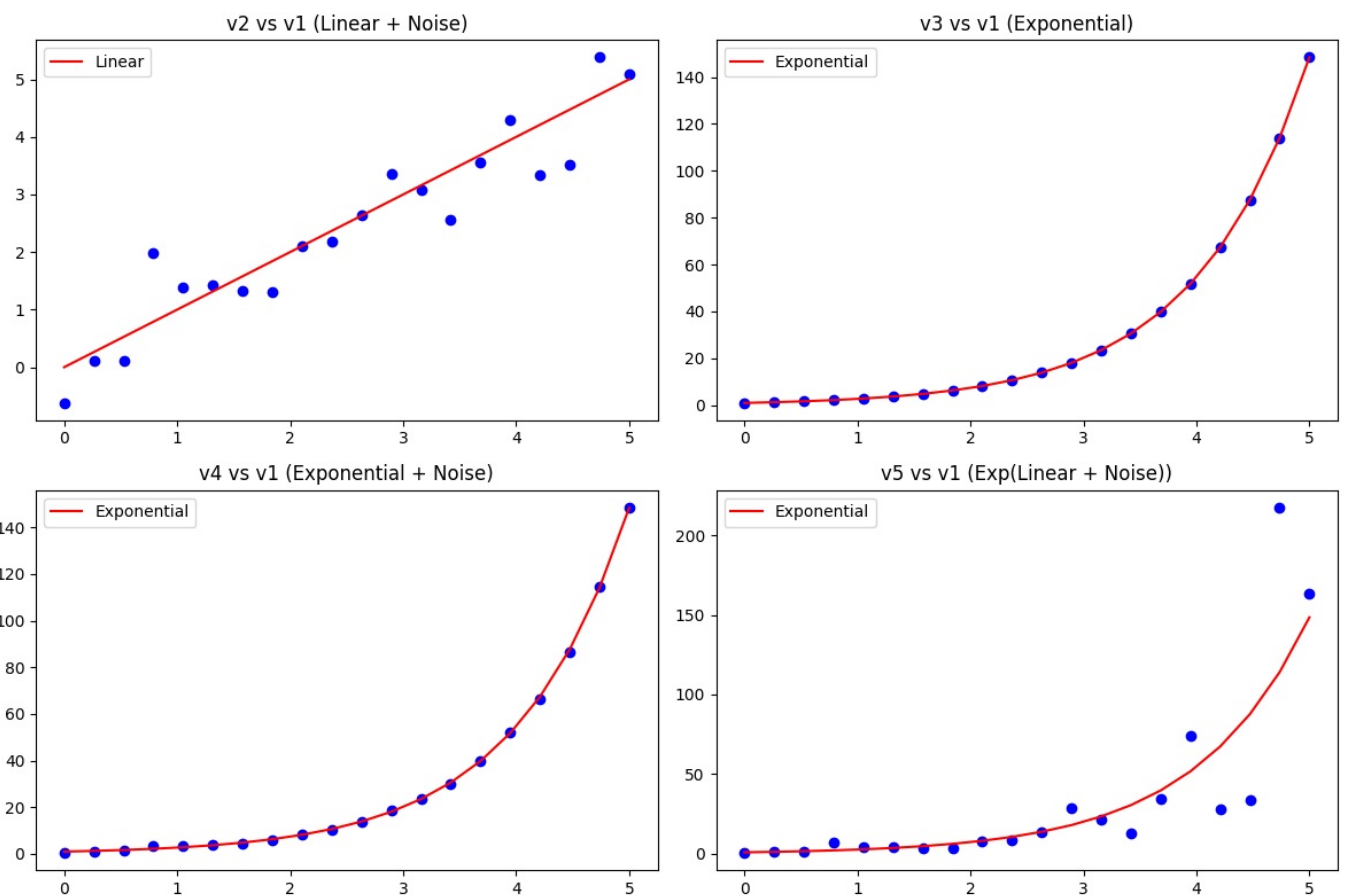 v2 vs v1 (Linear + Noise)
Linear
5
4
3
2
1
0
0 1 2 3 4 5
v3 vs v1 (Exponential)
Exponential
140
120
100
80
60
40
20
0
0 1 2 3 4 5
v4 vs v1 (Exponential + Noise)
Exponential
140
120
100
80
60
40
20
0
0 1 2 3 4 5
v5 vs v1 (Exp(Linear + Noise))
Exponential
200
150
100
50
0
0 1 2 3 4 5